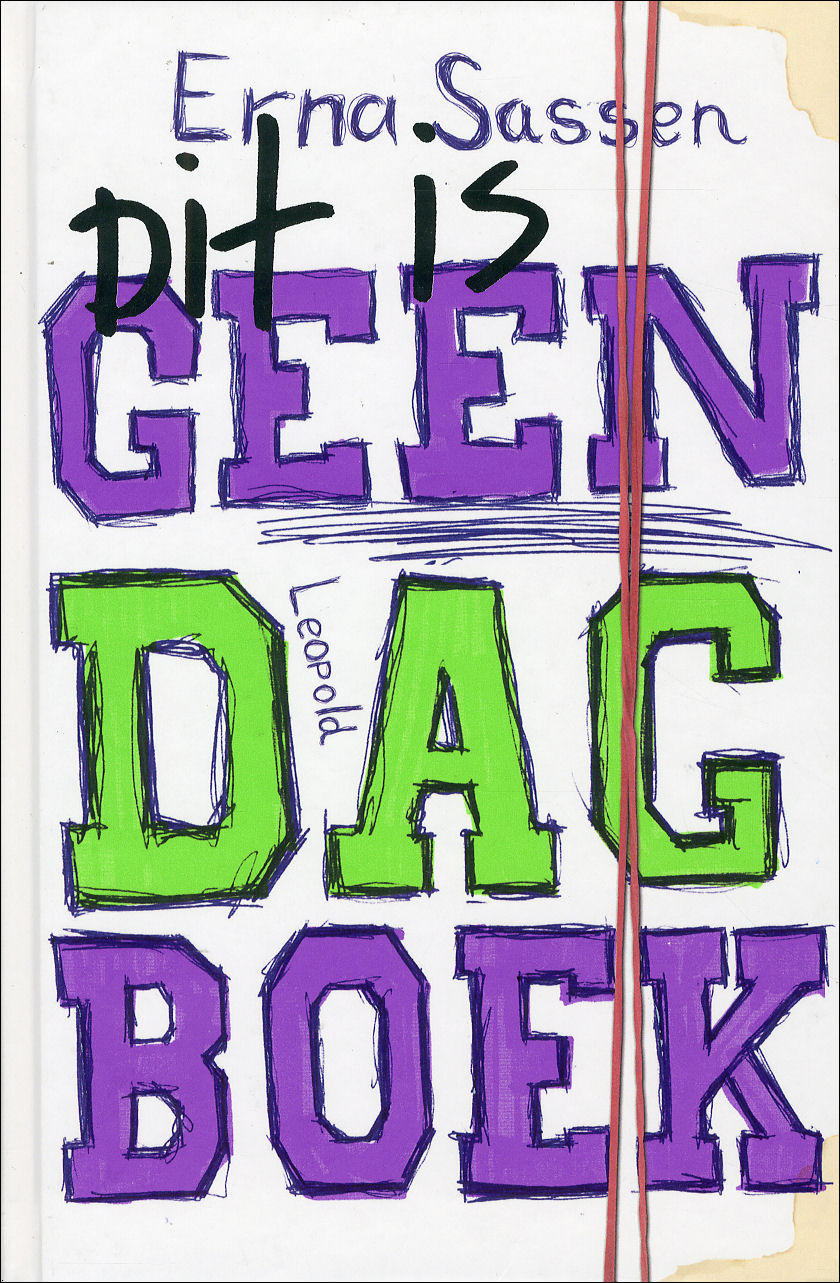 Erna Sassen
Dit is
GEEN
DAG
Leopold
BOEK